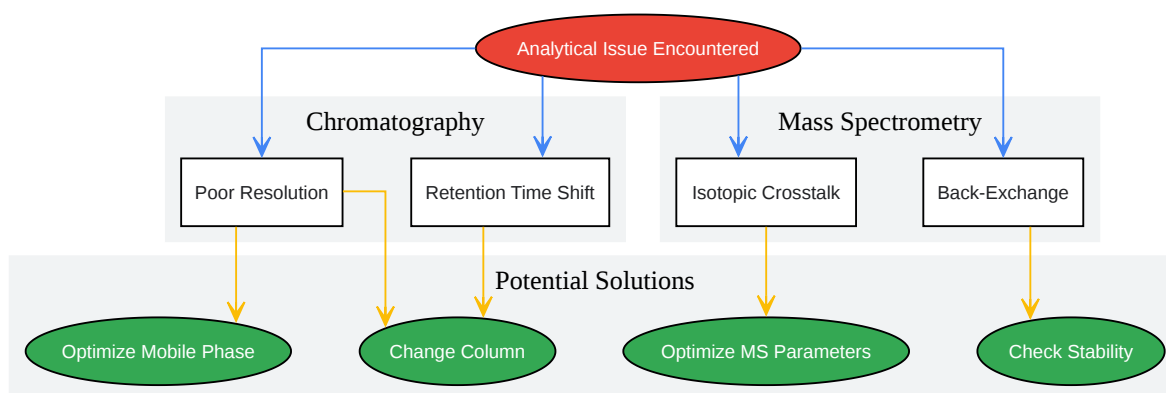 Analytical Issue Encountered
Chromatography
Mass Spectrometry
Poor Resolution
Retention Time Shift
Isotopic Crosstalk
Back-Exchange
Potential Solutions
Optimize Mobile Phase
Change Column
Optimize MS Parameters
Check Stability